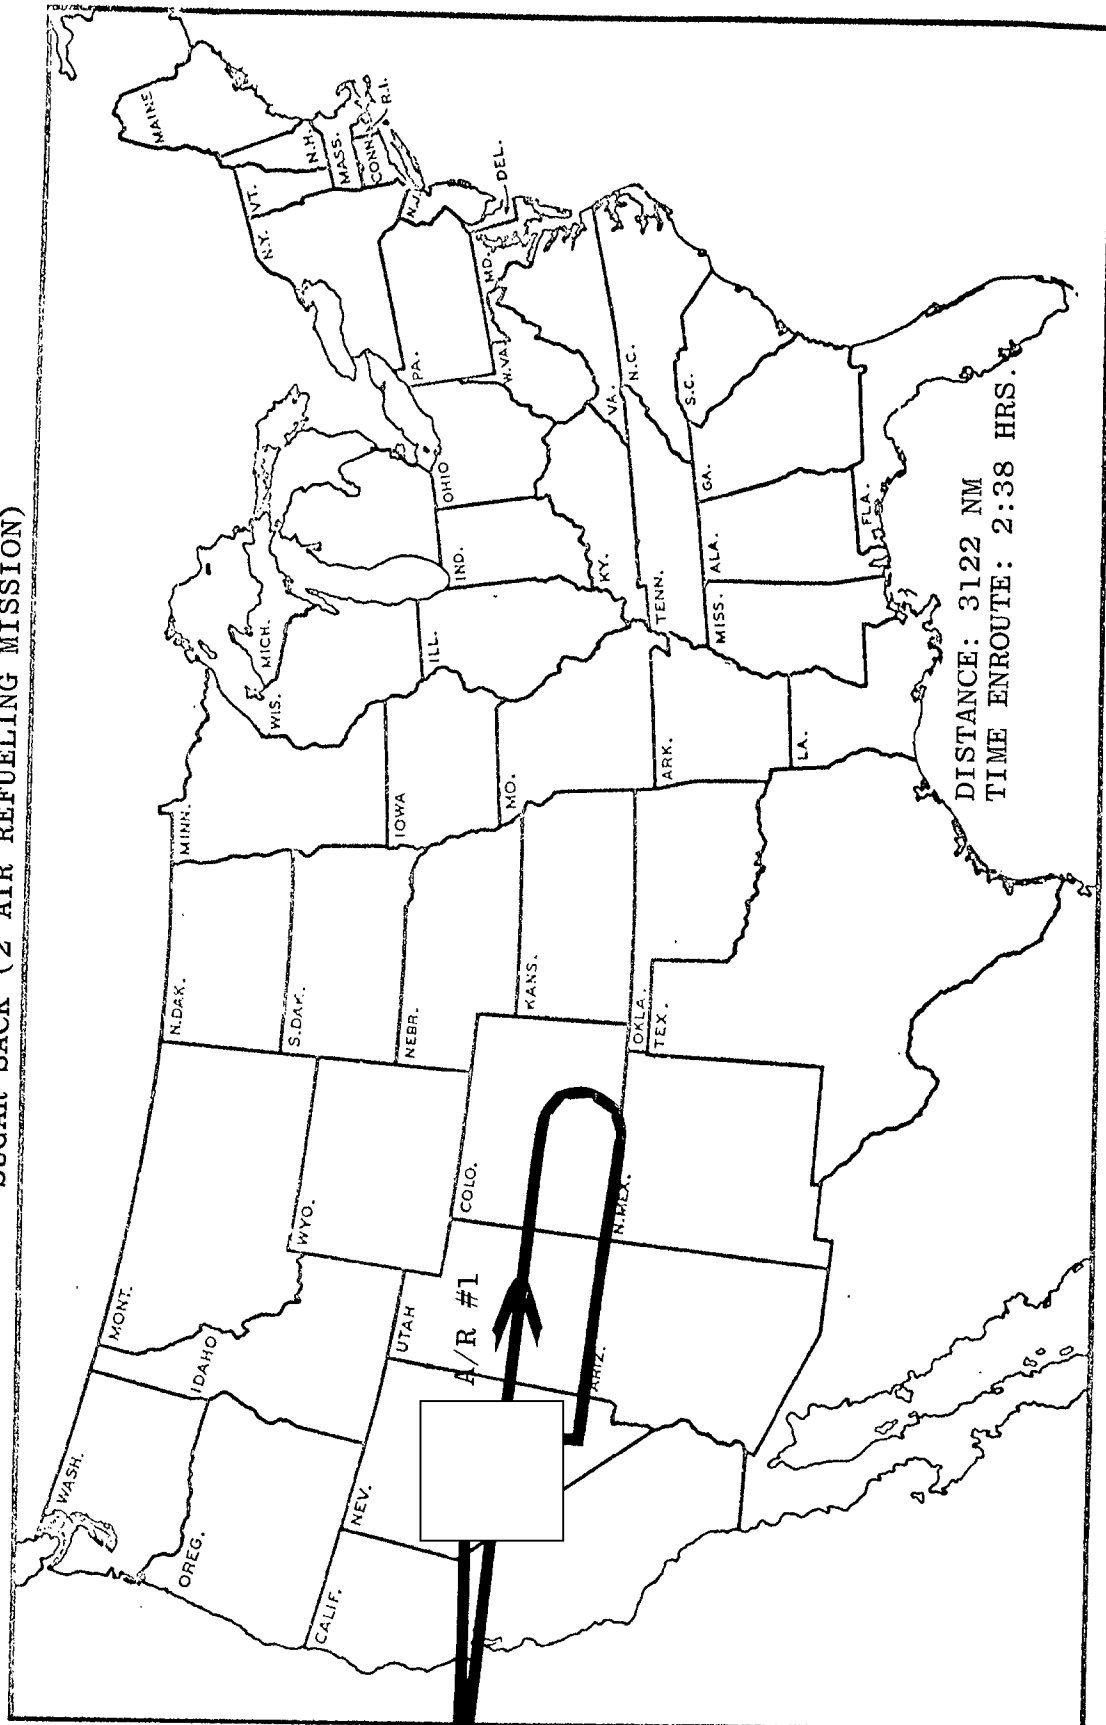 SUGAR SACK (2 AIR REFUELING MISSION)
WASH.
OREG.
CALIF.
NEV.
IDAHO
MONT.
WYO.
UTAH
A/R #1
COLO.
ARIZ.
N.MEX.
N.DAK.
S.DAK.
NEBR.
KANS.
OKLA.
TEX.
MINN.
IOWA
MO.
ARK.
LA.
WIS.
MICH.
ILL.
IND.
OHIO
KY.
TENN.
MISS.
ALA.
GA.
FLA.
S.C.
N.C.
VA.
W.VA.
PA.
MD.
DEL.
N.J.
N.Y.
VT.
N.H.
MASS.
CONN.
R.I.
MAINE
DISTANCE: 3122 NM
TIME ENROUTE: 2:38 HRS.